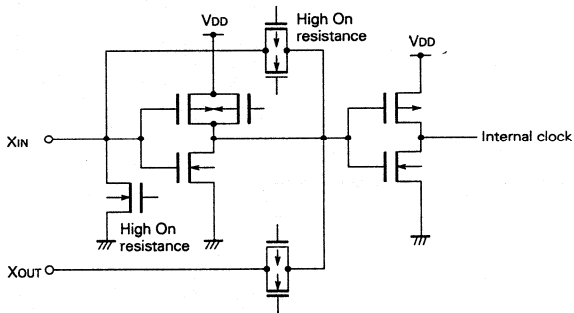 High On
resistance
VDD
VDD
XIN
Internal clock
High On
resistance
XOUT